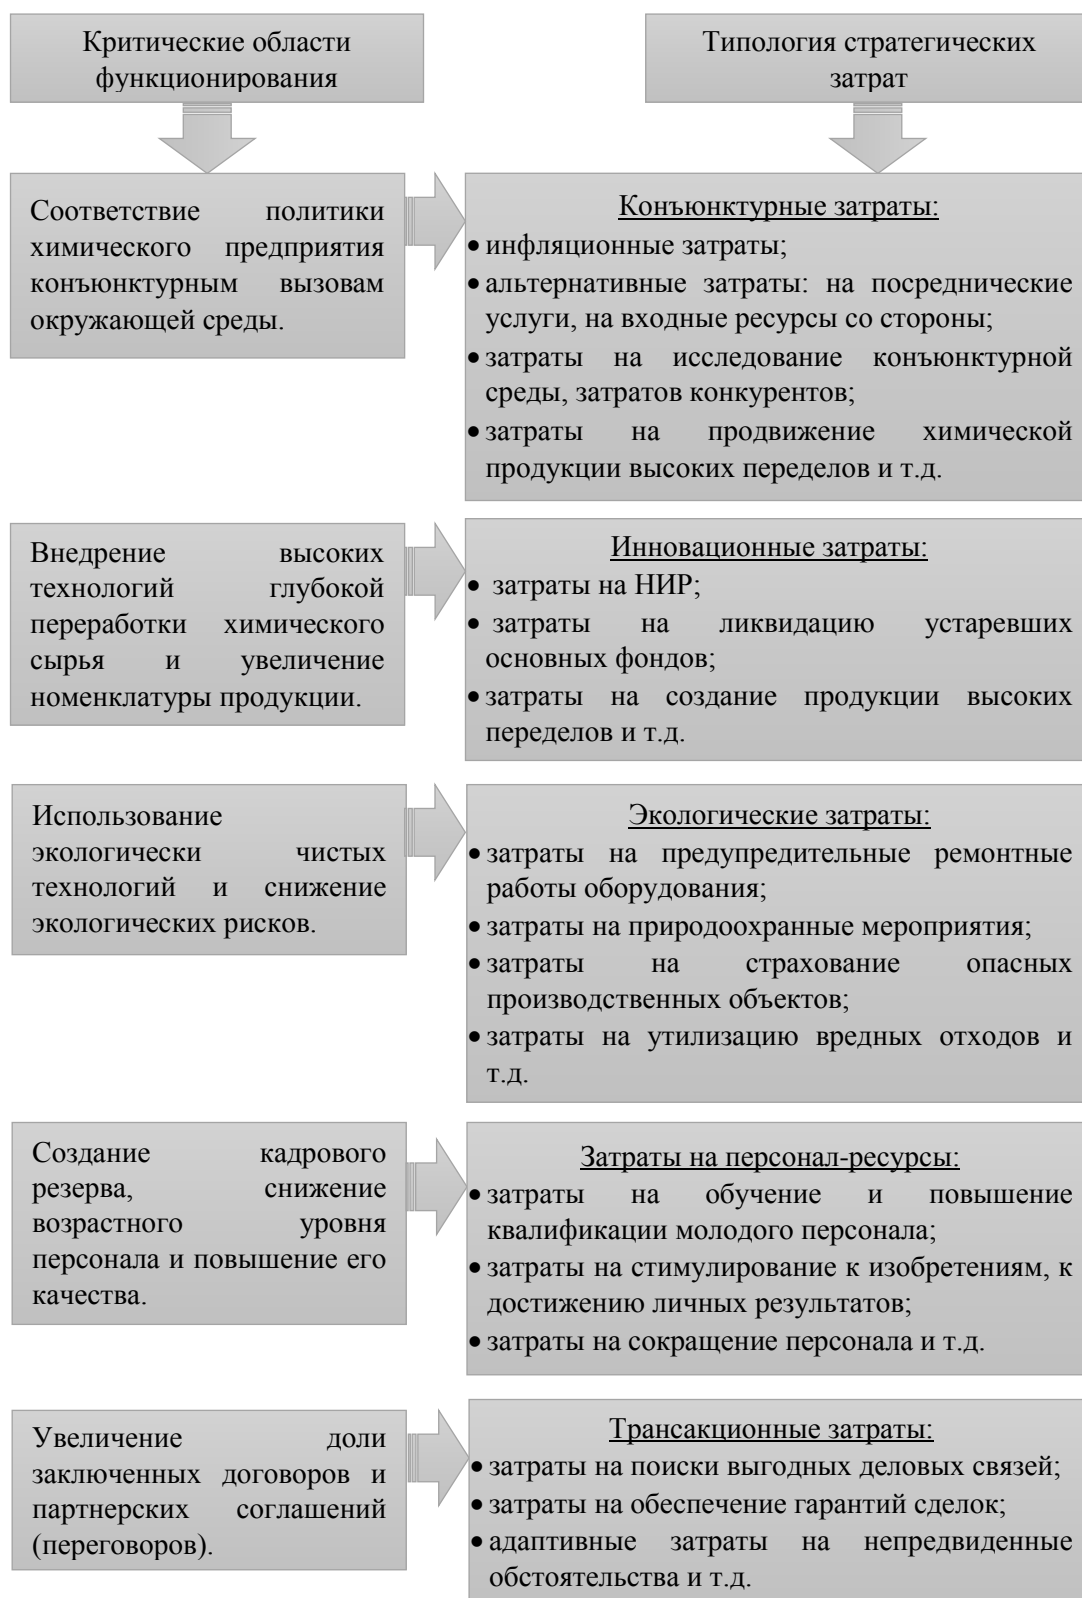 Критические области
функционирования
Типология стратегических
затрат
Соответствие политики
химического предприятия
конъюнктурным вызовам
окружающей среды.
Конъюнктурные затраты:
• инфляционные затраты;
• альтернативные затраты: на посреднические
услуги, на входные ресурсы со стороны;
• затраты на исследование конъюнктурной
среды, затратов конкурентов;
• затраты на продвижение химической
продукции высоких переделов и т.д.
Внедрение высоких
технологий глубокой
переработки химического
сырья и увеличение
номенклатуры продукции.
Инновационные затраты:
• затраты на НИР;
• затраты на ликвидацию устаревших
основных фондов;
• затраты на создание продукции высоких
переделов и т.д.
Использование
экологически чистых
технологий и снижение
экологических рисков.
Экологические затраты:
• затраты на предупредительные ремонтные
работы оборудования;
• затраты на природоохранные мероприятия;
• затраты на страхование опасных
производственных объектов;
• затраты на утилизацию вредных отходов и
т.д.
Создание кадрового
резерва, снижение
возрастного уровня
персонала и повышение его
качества.
Затраты на персонал-ресурсы:
• затраты на обучение и повышение
квалификации молодого персонала;
• затраты на стимулирование к изобретениям, к
достижению личных результатов;
• затраты на сокращение персонала и т.д.
Увеличение доли
заключенных договоров и
партнерских соглашений
(переговоров).
Трансакционные затраты:
• затраты на поиски выгодных деловых связей;
• затраты на обеспечение гарантий сделок;
• адаптивные затраты на непредвиденные
обстоятельства и т.д.